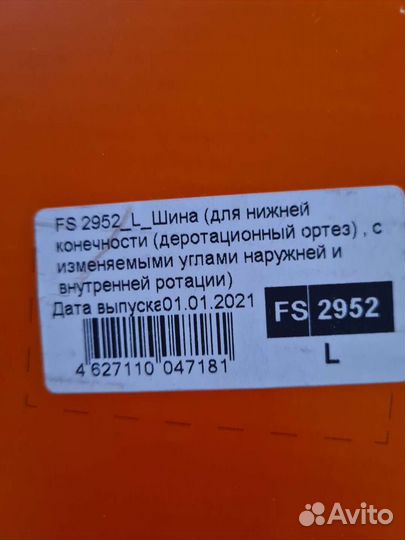 FS 2952_L_Шина (для нижней
конечности (деротационный ортез) , с
изменяемыми углами наружней и
внутренней ротации)
Дата выпуска01.01.2021
FS 2952
L
4 627110 047181
Avito